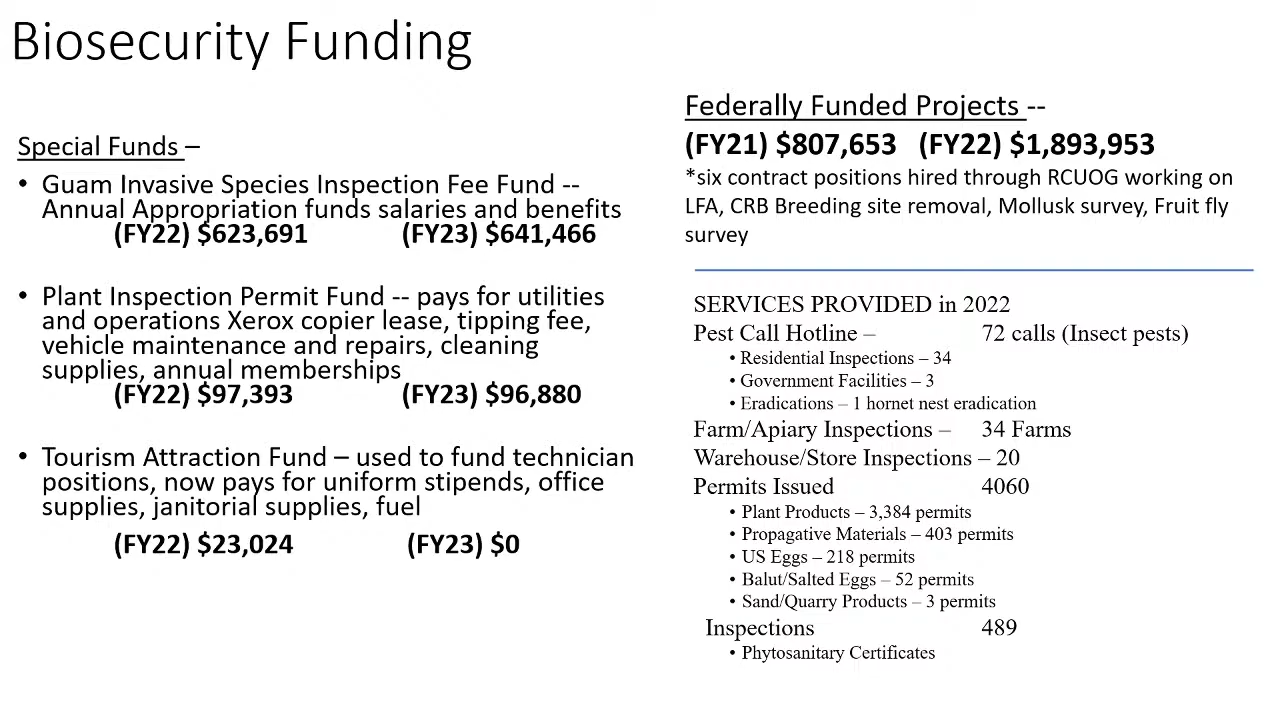 Biosecurity Funding
Special Funds –
• Guam Invasive Species Inspection Fee Fund --
Annual Appropriation funds salaries and benefits
(FY22) $623,691 (FY23) $641,466
• Plant Inspection Permit Fund -- pays for utilities
and operations Xerox copier lease, tipping fee,
vehicle maintenance and repairs, cleaning
supplies, annual memberships
(FY22) $97,393 (FY23) $96,880
• Tourism Attraction Fund – used to fund technician
positions, now pays for uniform stipends, office
supplies, janitorial supplies, fuel
(FY22) $23,024 (FY23) $0
Federally Funded Projects --
(FY21) $807,653 (FY22) $1,893,953
*six contract positions hired through RCUOG working on
LFA, CRB Breeding site removal, Mollusk survey, Fruit fly
survey
SERVICES PROVIDED in 2022
Pest Call Hotline – 72 calls (Insect pests)
• Residential Inspections – 34
• Government Facilities – 3
• Eradications – 1 hornet nest eradication
Farm/Apiary Inspections – 34 Farms
Warehouse/Store Inspections – 20
Permits Issued 4060
• Plant Products – 3,384 permits
• Propagative Materials – 403 permits
• US Eggs – 218 permits
• Balut/Salted Eggs – 52 permits
• Sand/Quarry Products – 3 permits
Inspections 489
• Phytosanitary Certificates